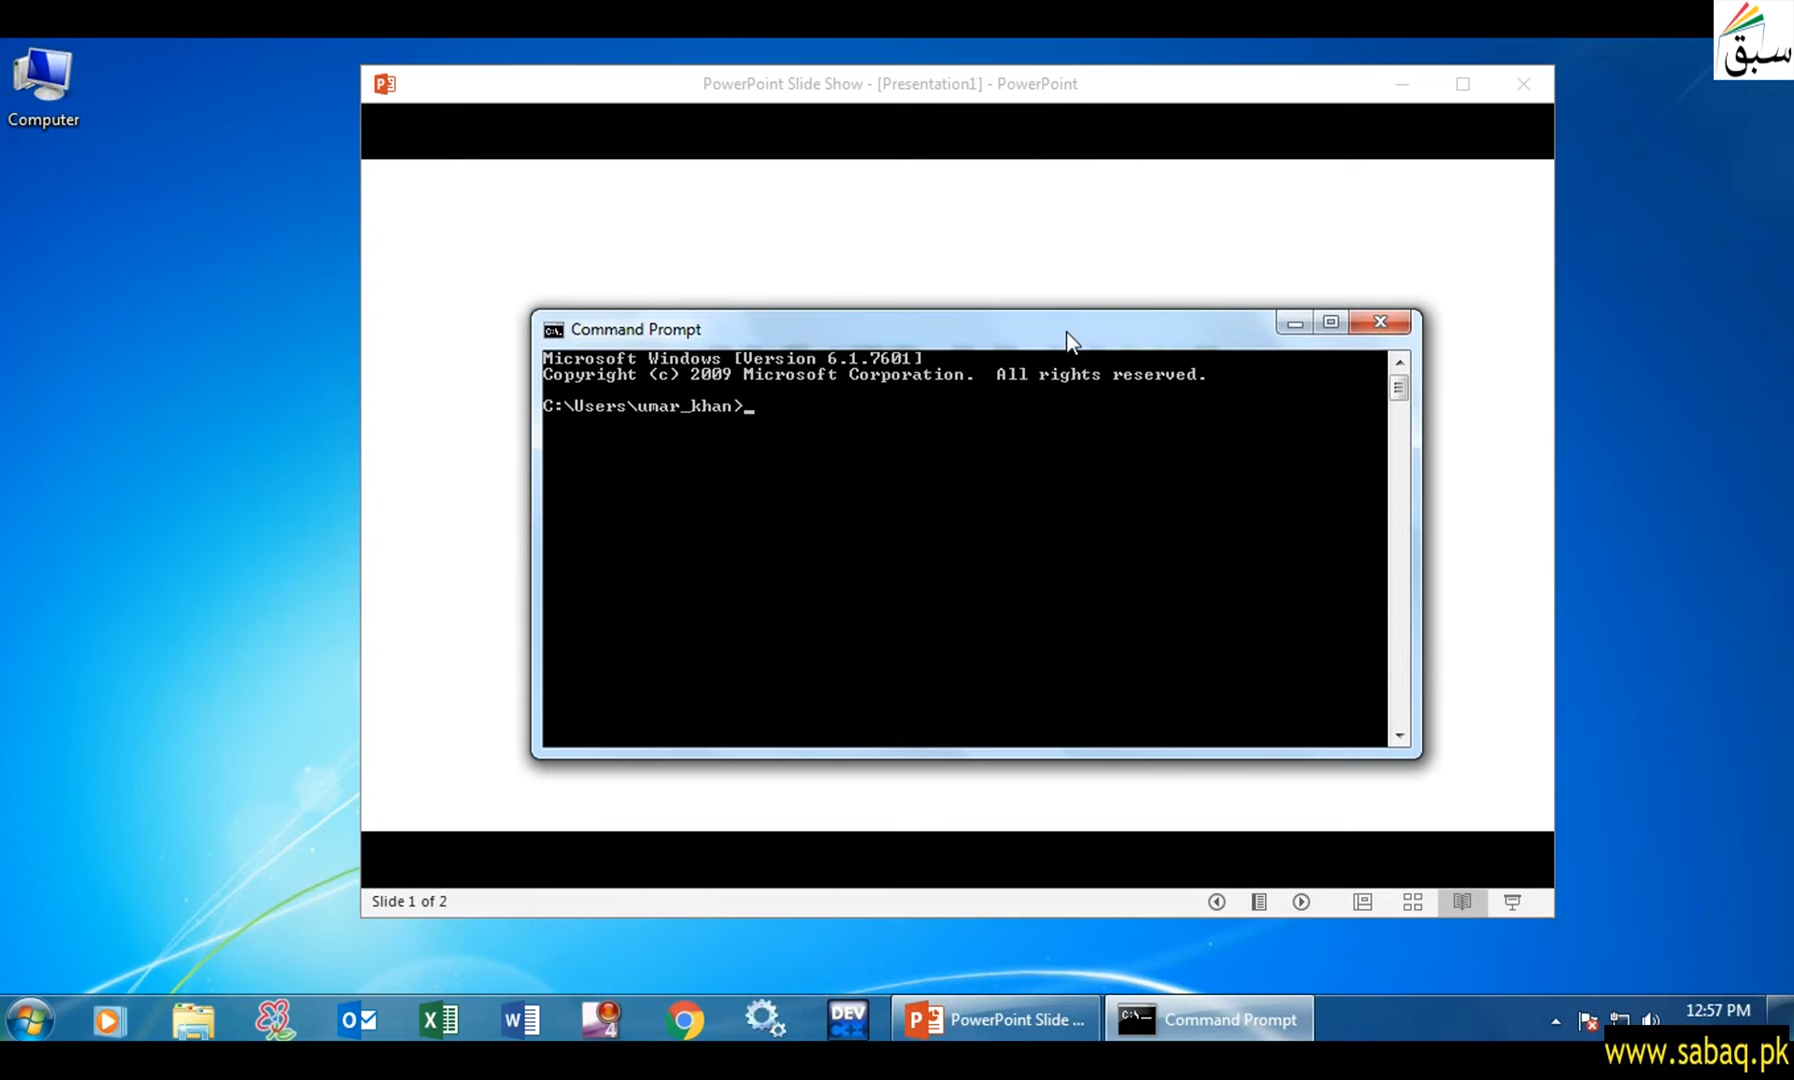 سبق
Computer
PowerPoint Slide Show - [Presentation1] - PowerPoint
Command Prompt
Microsoft Windows [Version 6.1.7601]
Copyright (c) 2009 Microsoft Corporation.  All rights reserved.
C:\Users\umar_khan>_
Slide 1 of 2
4
DEV
C++
PowerPoint Slide ...
Command Prompt
12:57 PM
www.sabaq.pk